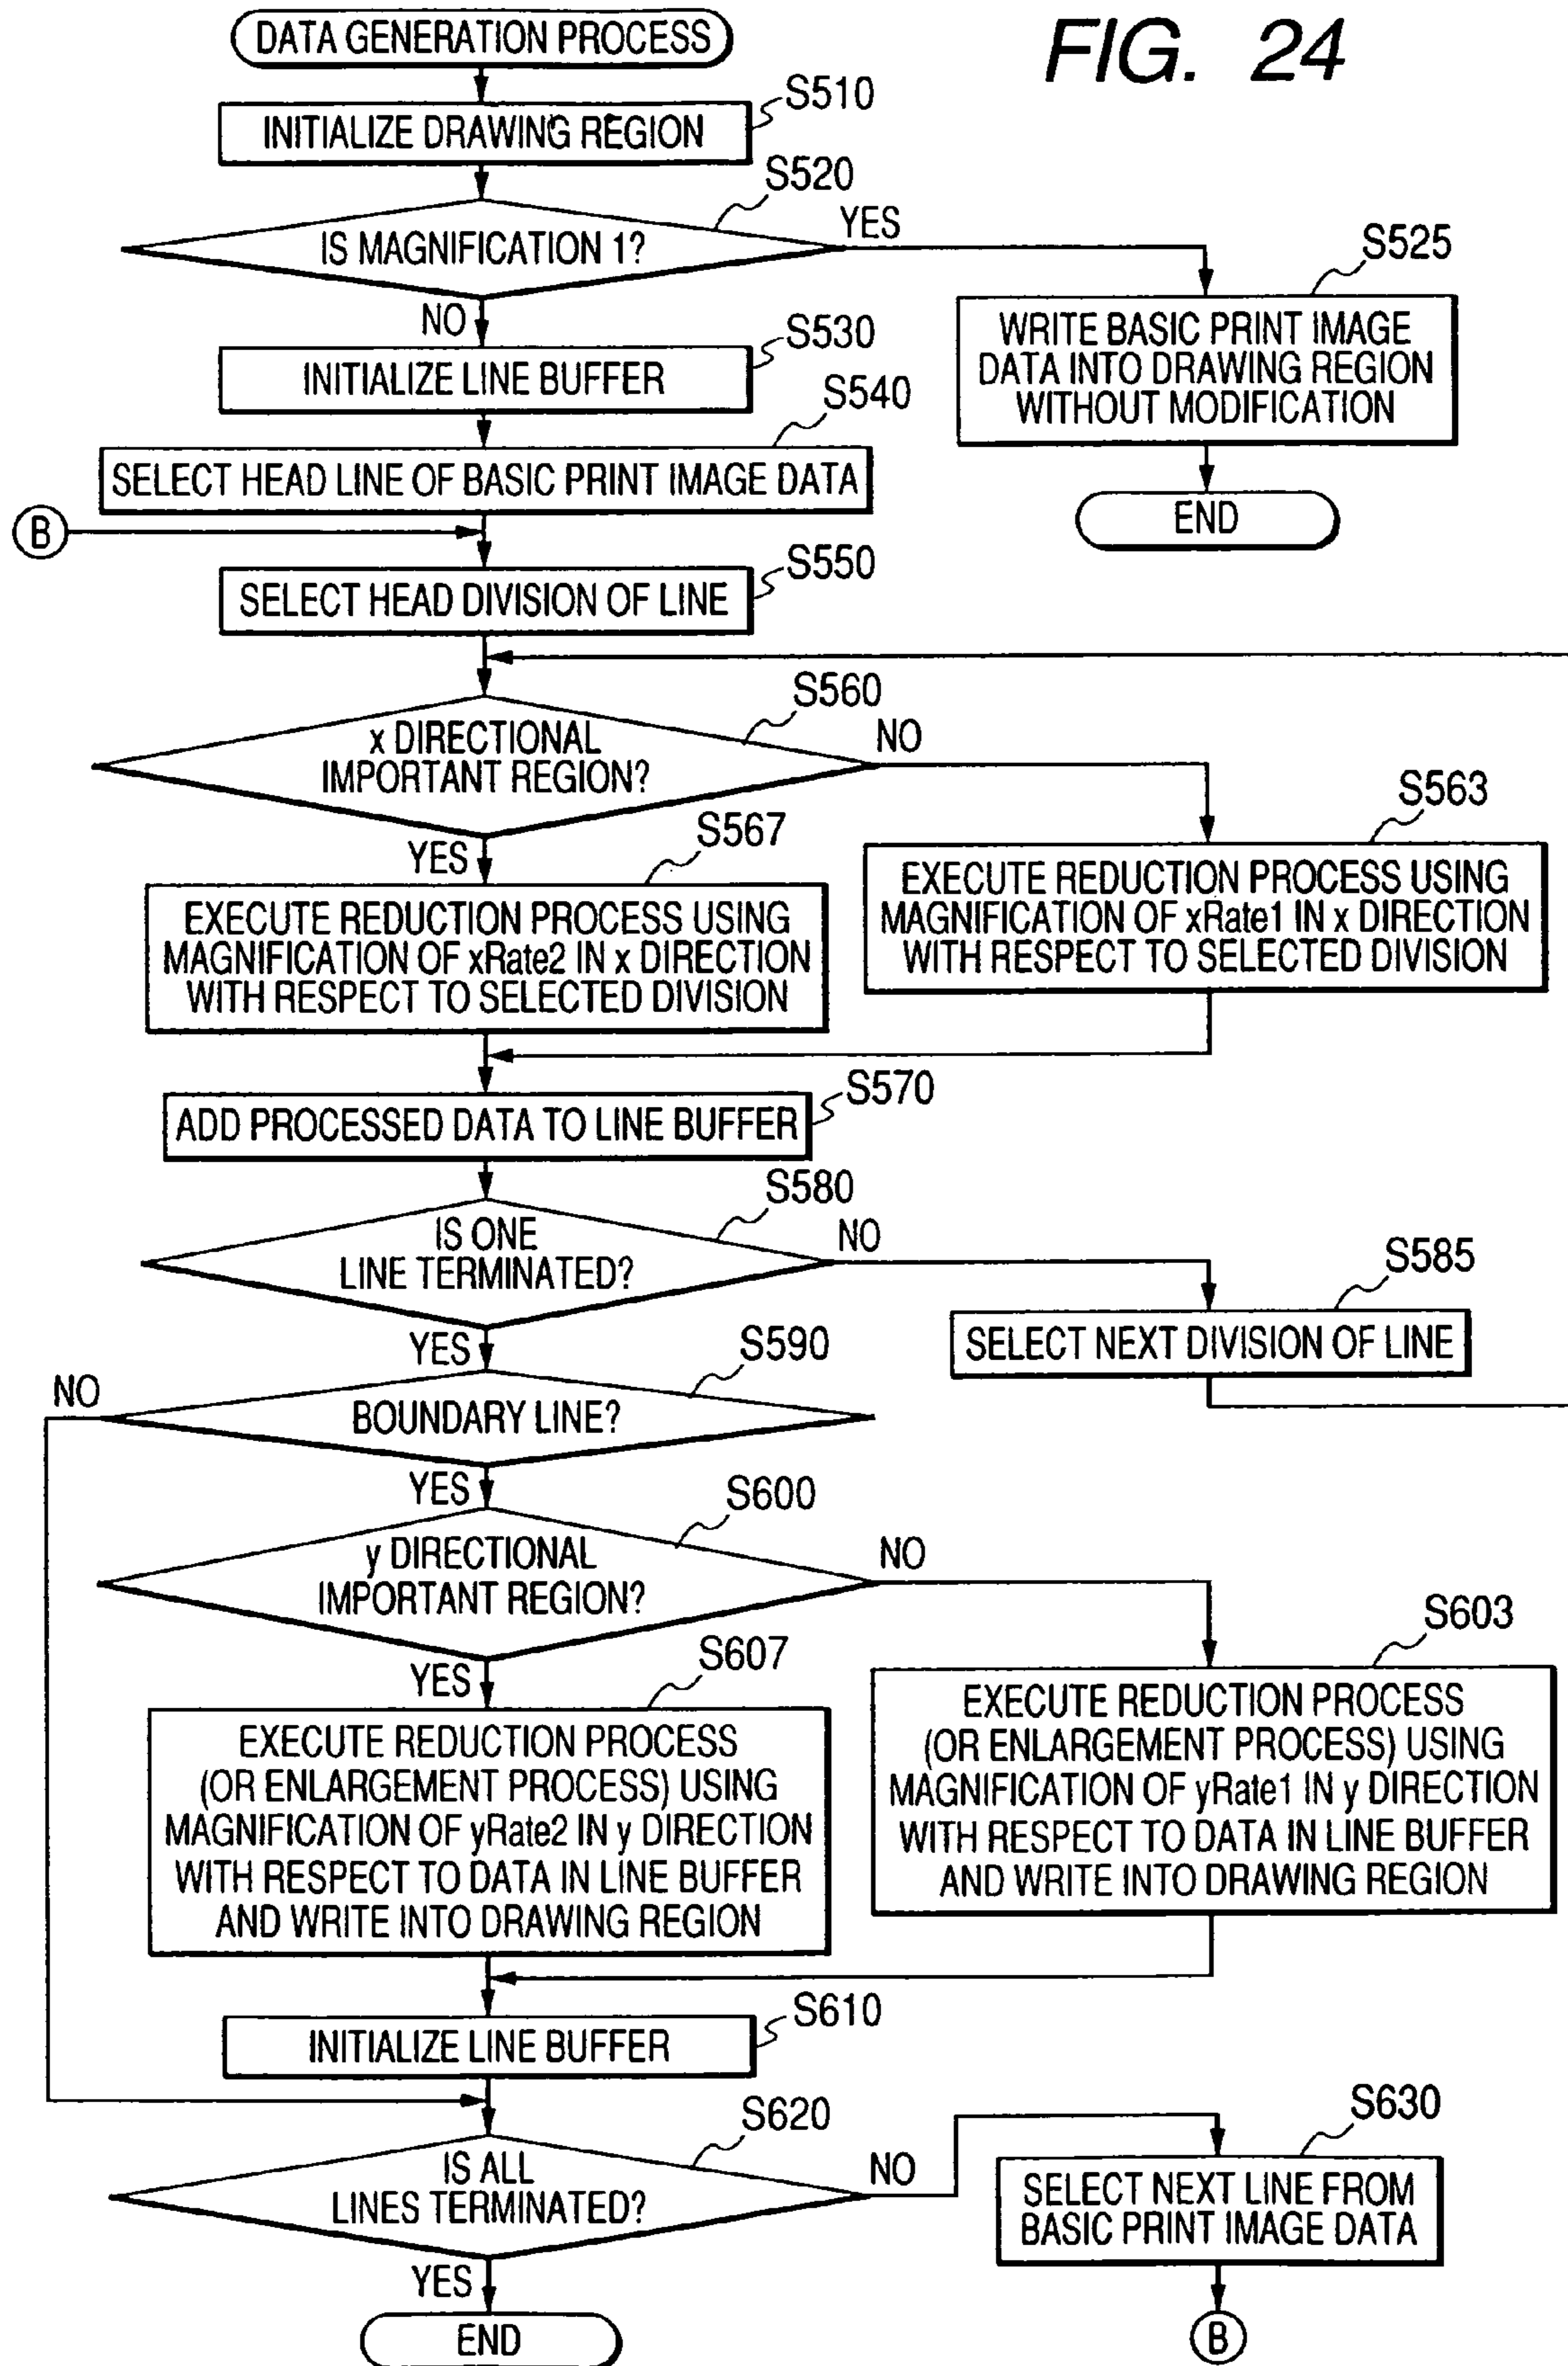 FIG. 24
DATA GENERATION PROCESS
S510
INITIALIZE DRAWING REGION
S520
IS MAGNIFICATION 1?
YES
NO
S525
WRITE BASIC PRINT IMAGE
DATA INTO DRAWING REGION
WITHOUT MODIFICATION
END
S530
INITIALIZE LINE BUFFER
S540
SELECT HEAD LINE OF BASIC PRINT IMAGE DATA
B
S550
SELECT HEAD DIVISION OF LINE
S560
x DIRECTIONAL
IMPORTANT REGION?
NO
YES
S563
EXECUTE REDUCTION PROCESS USING
MAGNIFICATION OF xRate1 IN x DIRECTION
WITH RESPECT TO SELECTED DIVISION
S567
EXECUTE REDUCTION PROCESS USING
MAGNIFICATION OF xRate2 IN x DIRECTION
WITH RESPECT TO SELECTED DIVISION
S570
ADD PROCESSED DATA TO LINE BUFFER
S580
IS ONE
LINE TERMINATED?
NO
YES
S585
SELECT NEXT DIVISION OF LINE
S590
BOUNDARY LINE?
NO
YES
S600
y DIRECTIONAL
IMPORTANT REGION?
NO
YES
S603
EXECUTE REDUCTION PROCESS
(OR ENLARGEMENT PROCESS) USING
MAGNIFICATION OF yRate1 IN y DIRECTION
WITH RESPECT TO DATA IN LINE BUFFER
AND WRITE INTO DRAWING REGION
S607
EXECUTE REDUCTION PROCESS
(OR ENLARGEMENT PROCESS) USING
MAGNIFICATION OF yRate2 IN y DIRECTION
WITH RESPECT TO DATA IN LINE BUFFER
AND WRITE INTO DRAWING REGION
S610
INITIALIZE LINE BUFFER
S620
IS ALL
LINES TERMINATED?
NO
YES
S630
SELECT NEXT LINE FROM
BASIC PRINT IMAGE DATA
B
END